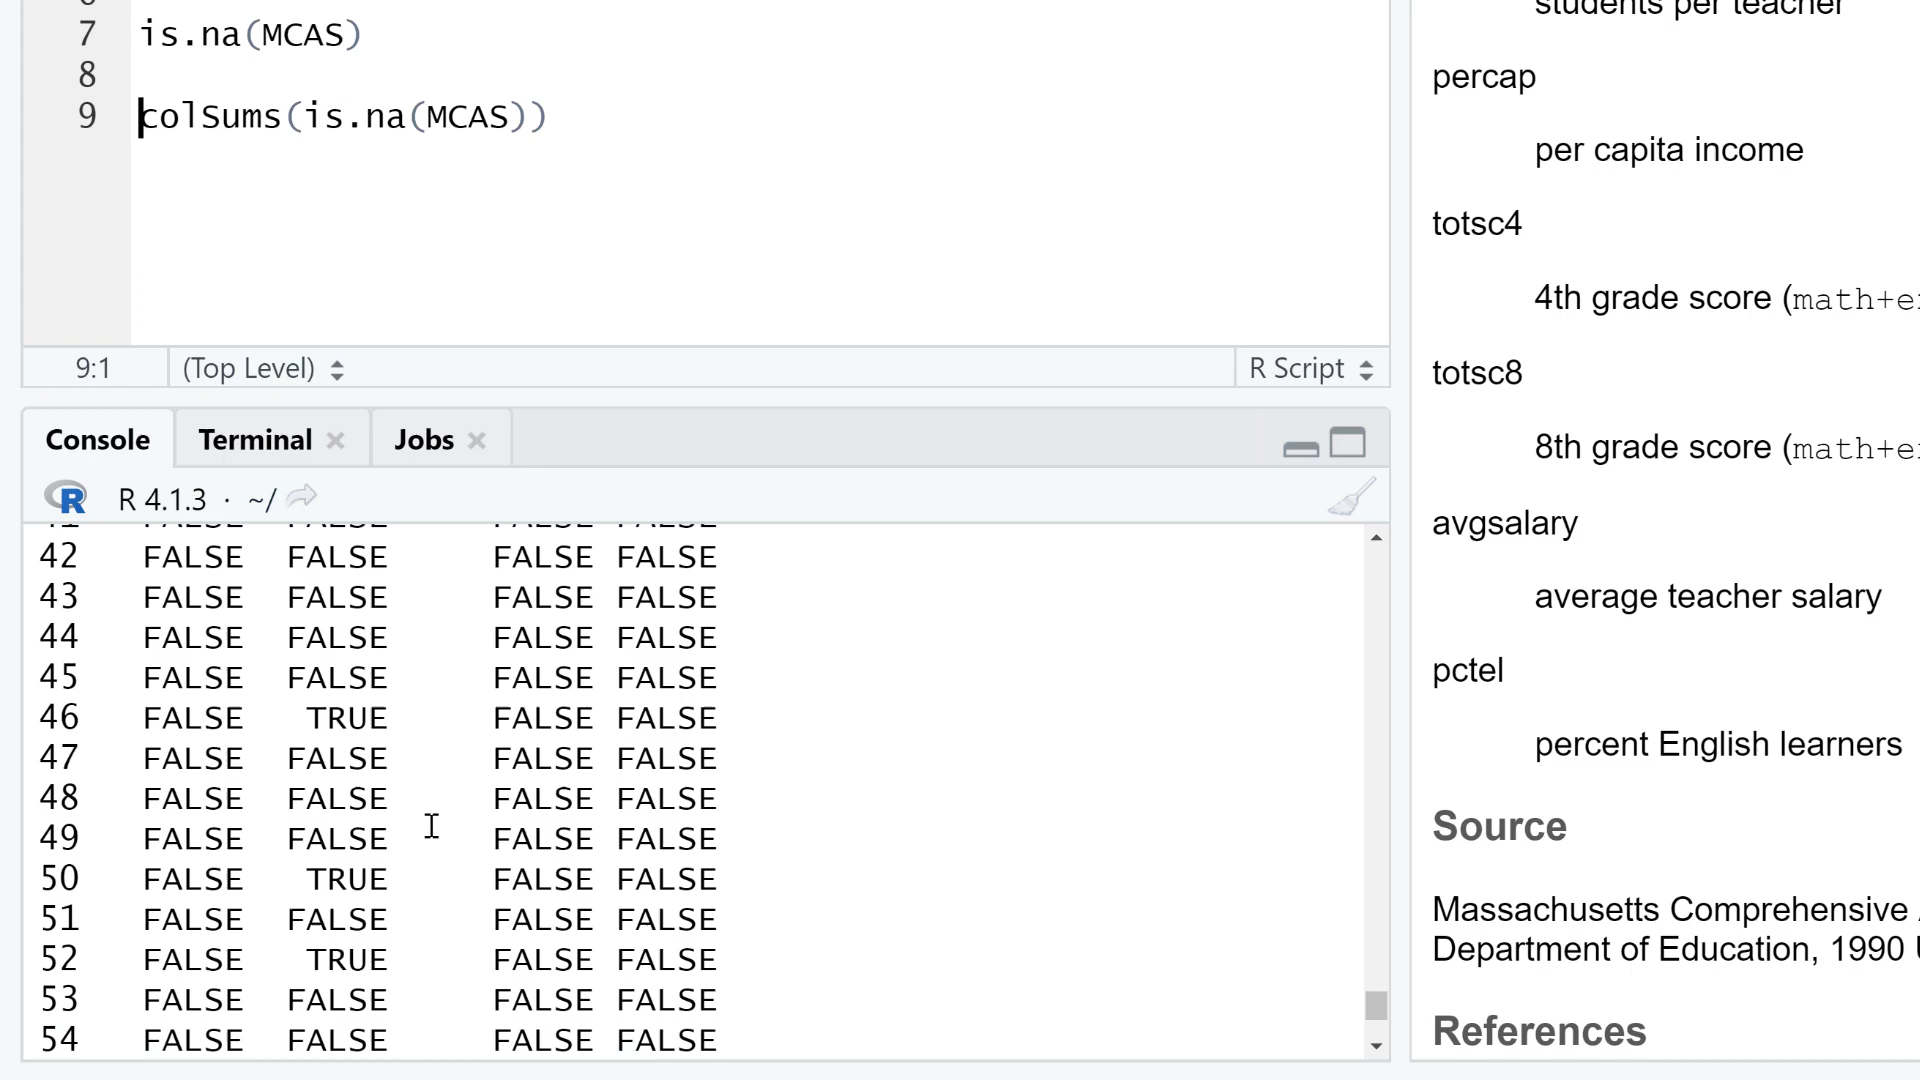 7 is.na(MCAS)
8
9 colSums(is.na(MCAS))
9:1 (Top Level) R Script
Console Terminal Jobs
R 4.1.3 · ~/
42 FALSE FALSE FALSE FALSE
43 FALSE FALSE FALSE FALSE
44 FALSE FALSE FALSE FALSE
45 FALSE FALSE FALSE FALSE
46 FALSE TRUE FALSE FALSE
47 FALSE FALSE FALSE FALSE
48 FALSE FALSE FALSE FALSE
49 FALSE FALSE FALSE FALSE
50 FALSE TRUE FALSE FALSE
51 FALSE FALSE FALSE FALSE
52 FALSE TRUE FALSE FALSE
53 FALSE FALSE FALSE FALSE
54 FALSE FALSE FALSE FALSE
students per teacher
percap
per capita income
totsc4
4th grade score (math+
totsc8
8th grade score (math+
avgsalary
average teacher salary
pctel
percent English learners
Source
Massachusetts Comprehensive
Department of Education, 1990
References